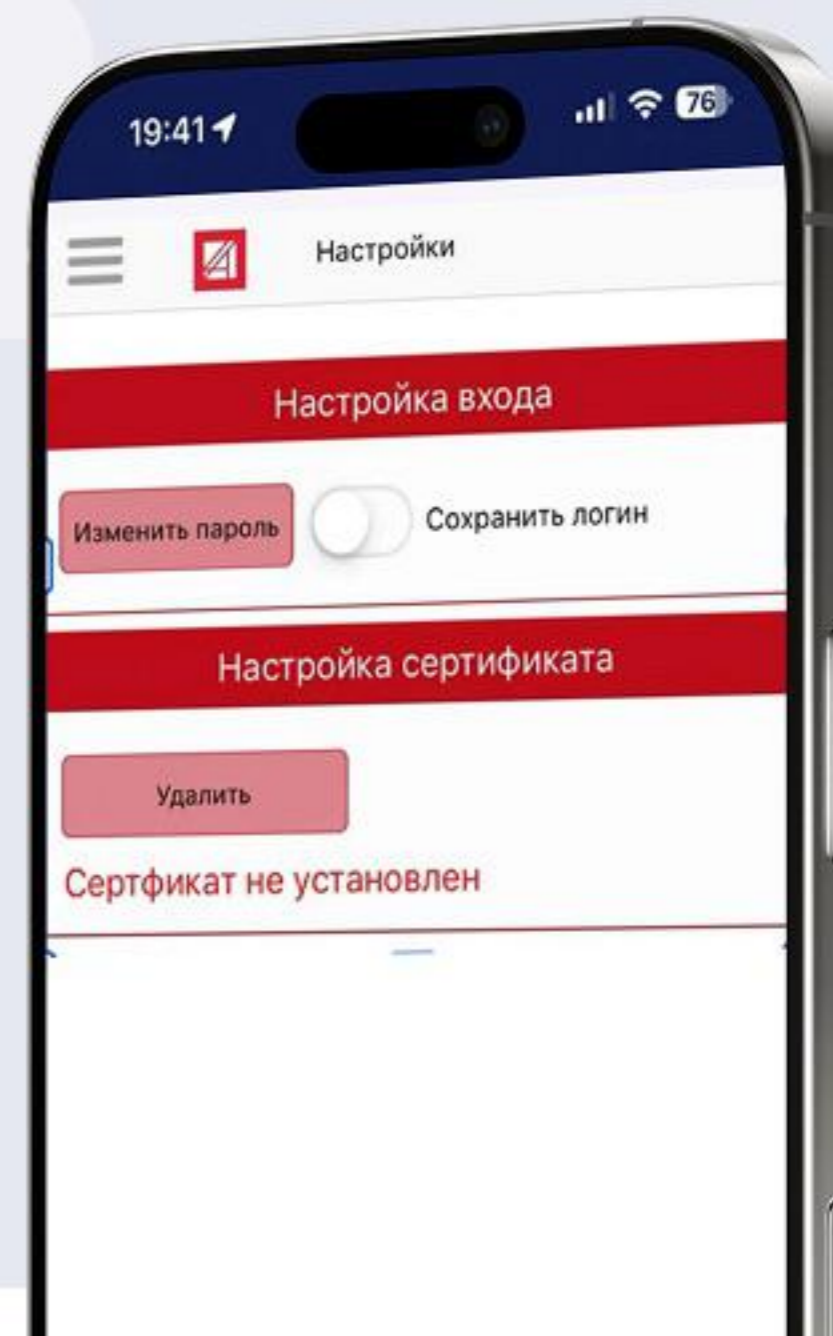 19:41
76
Настройки
Настройка входа
Изменить пароль
Сохранить логин
Настройка сертификата
Удалить
Сертфикат не установлен